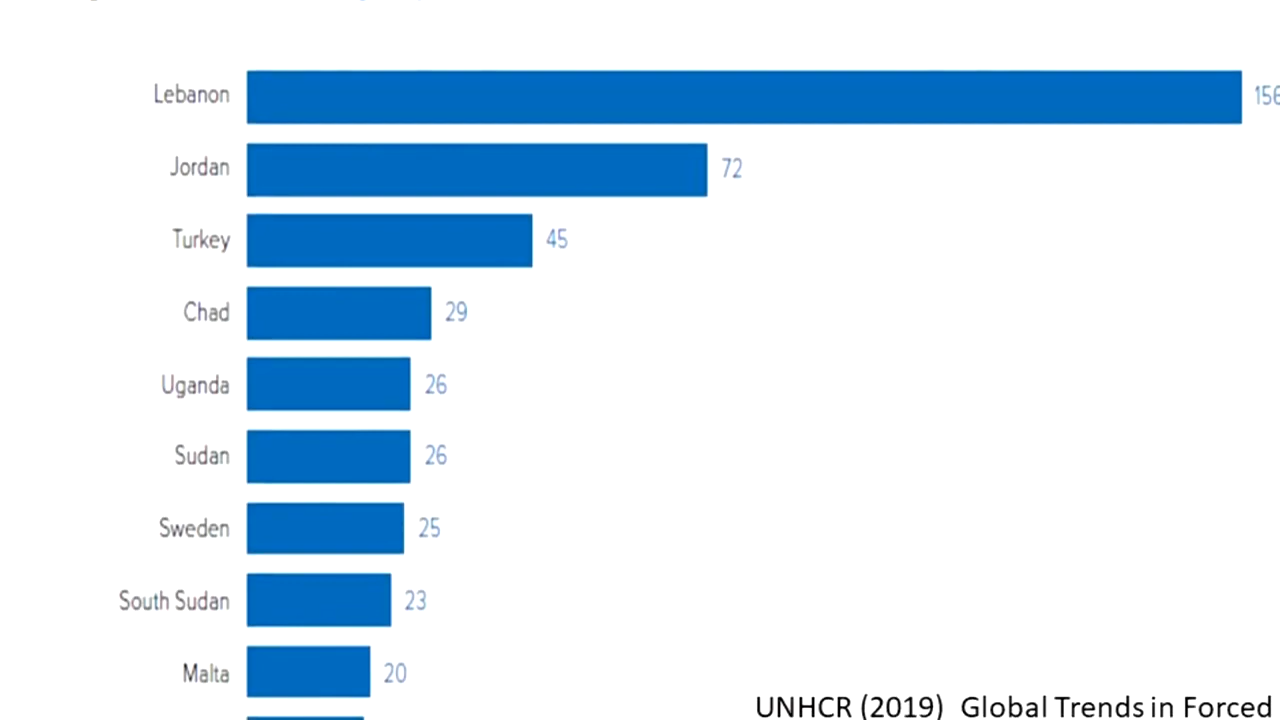 Lebanon 156
Jordan 72
Turkey 45
Chad 29
Uganda 26
Sudan 26
Sweden 25
South Sudan 23
Malta 20
UNHCR (2019) Global Trends in Forced